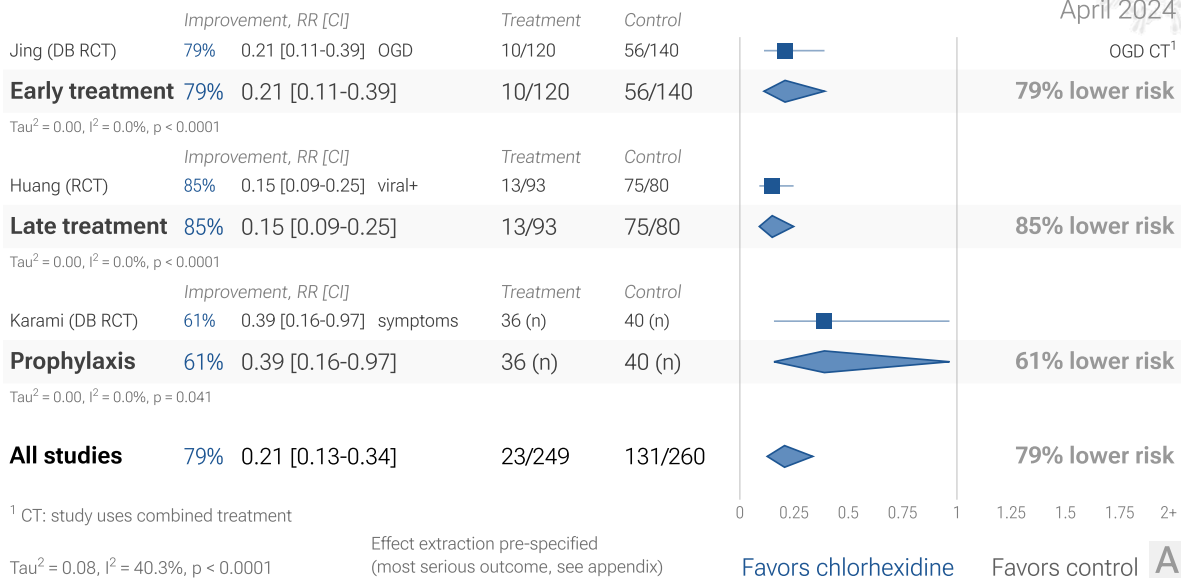 April 2024
Improvement, RR [CI] Treatment Control
Jing (DB RCT) 79% 0.21 [0.11-0.39] OGD 10/120 56/140 OGD CT¹
Early treatment 79% 0.21 [0.11-0.39] 10/120 56/140 79% lower risk
Tau² = 0.00, I² = 0.0%, p < 0.0001
Improvement, RR [CI] Treatment Control
Huang (RCT) 85% 0.15 [0.09-0.25] viral+ 13/93 75/80
Late treatment 85% 0.15 [0.09-0.25] 13/93 75/80 85% lower risk
Tau² = 0.00, I² = 0.0%, p < 0.0001
Improvement, RR [CI] Treatment Control
Karami (DB RCT) 61% 0.39 [0.16-0.97] symptoms 36 (n) 40 (n)
Prophylaxis 61% 0.39 [0.16-0.97] 36 (n) 40 (n) 61% lower risk
Tau² = 0.00, I² = 0.0%, p = 0.041
All studies 79% 0.21 [0.13-0.34] 23/249 131/260 79% lower risk
0 0.25 0.5 0.75 1 1.25 1.5 1.75 2+
¹ CT: study uses combined treatment
Effect extraction pre-specified
(most serious outcome, see appendix)
Tau² = 0.08, I² = 40.3%, p < 0.0001
Favors chlorhexidine Favors control A